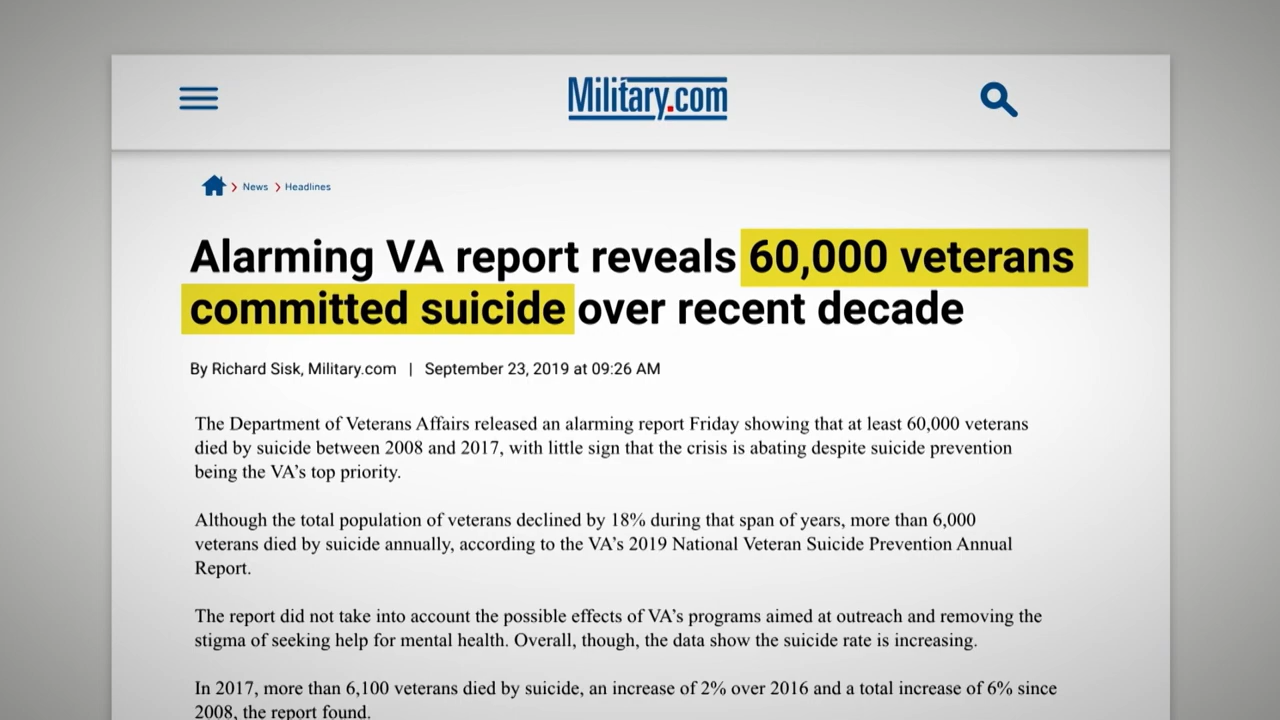 Military.com
News Headlines
Alarming VA report reveals 60,000 veterans
committed suicide over recent decade
By Richard Sisk, Military.com | September 23, 2019 at 09:26 AM
The Department of Veterans Affairs released an alarming report Friday showing that at least 60,000 veterans
died by suicide between 2008 and 2017, with little sign that the crisis is abating despite suicide prevention
being the VA’s top priority.
Although the total population of veterans declined by 18% during that span of years, more than 6,000
veterans died by suicide annually, according to the VA’s 2019 National Veteran Suicide Prevention Annual
Report.
The report did not take into account the possible effects of VA’s programs aimed at outreach and removing the
stigma of seeking help for mental health. Overall, though, the data show the suicide rate is increasing.
In 2017, more than 6,100 veterans died by suicide, an increase of 2% over 2016 and a total increase of 6% since
2008, the report found.